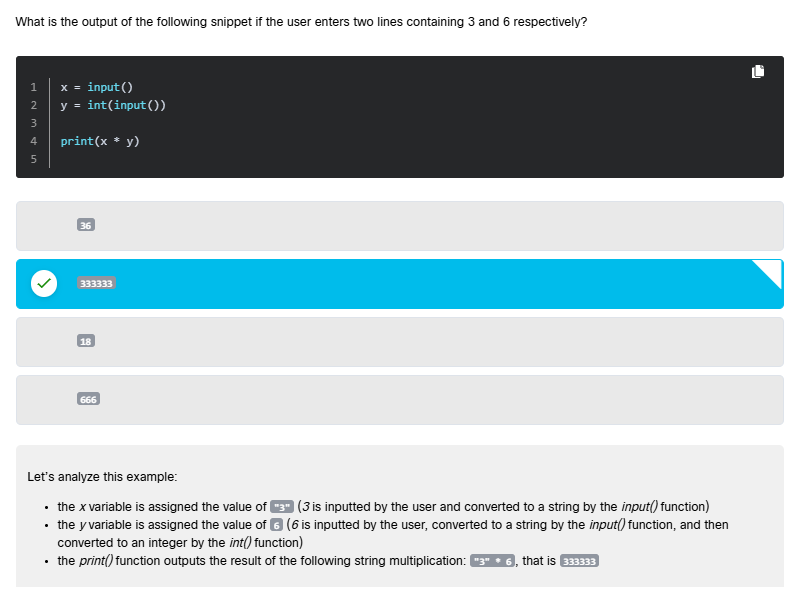 What is the output of the following snippet if the user enters two lines containing 3 and 6 respectively?
1 x = input()
2 y = int(input())
3
4 print(x * y)
5
36
333333
18
666
Let's analyze this example:
• the x variable is assigned the value of "3" (3 is inputted by the user and converted to a string by the input() function)
• the y variable is assigned the value of 6 (6 is inputted by the user, converted to a string by the input() function, and then
converted to an integer by the int() function)
• the print() function outputs the result of the following string multiplication: "3" * 6, that is 333333